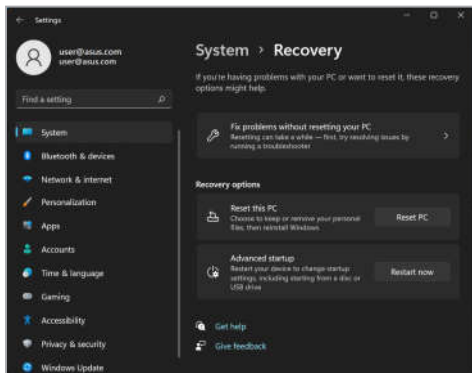 Settings
user@asus.com
user@asus.com
Find a setting
System
Bluetooth & devices
Network & internet
Personalization
Apps
Accounts
Time & language
Gaming
Accessibility
Privacy & security
Windows Update
System > Recovery
If you're having problems with your PC or want to reset it, these recovery
options might help.
Fix problems without resetting your PC
Resetting can take a while — first, try resolving issues by
running a troubleshooter
Recovery options
Reset this PC
Choose to keep or remove your personal
files, then reinstall Windows
Reset PC
Advanced startup
Restart your device to change startup
settings, including starting from a disc or
USB drive
Restart now
Get help
Give feedback